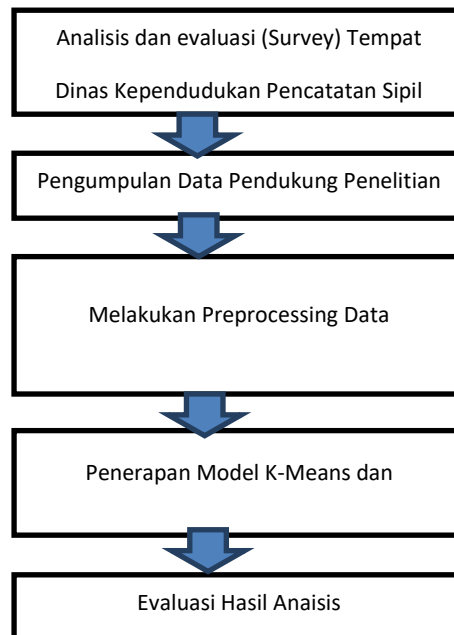 Analisis dan evaluasi (Survey) Tempat
Dinas Kependudukan Pencatatan Sipil
Pengumpulan Data Pendukung Penelitian
Melakukan Preprocessing Data
Penerapan Model K-Means dan
Evaluasi Hasil Anaisis